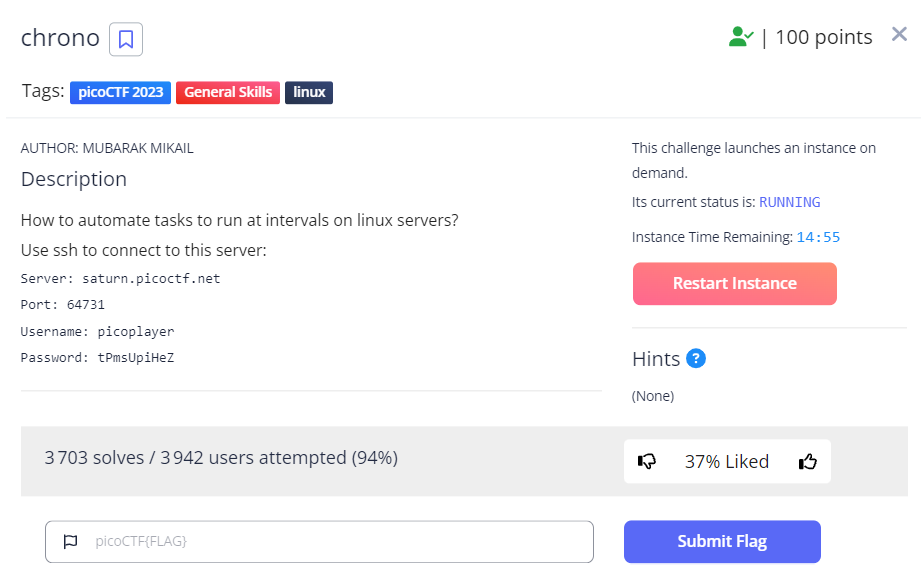 chrono
| 100 points
Tags: picoCTF 2023 General Skills linux
AUTHOR: MUBARAK MIKAIL
Description
How to automate tasks to run at intervals on linux servers?
Use ssh to connect to this server:
Server: saturn.picoctf.net
Port: 64731
Username: picoplayer
Password: tPmsUpiHeZ
This challenge launches an instance on
demand.
Its current status is: RUNNING
Instance Time Remaining: 14:55
Restart Instance
Hints ?
(None)
3 703 solves / 3 942 users attempted (94%)
37% Liked
picoCTF{FLAG}
Submit Flag